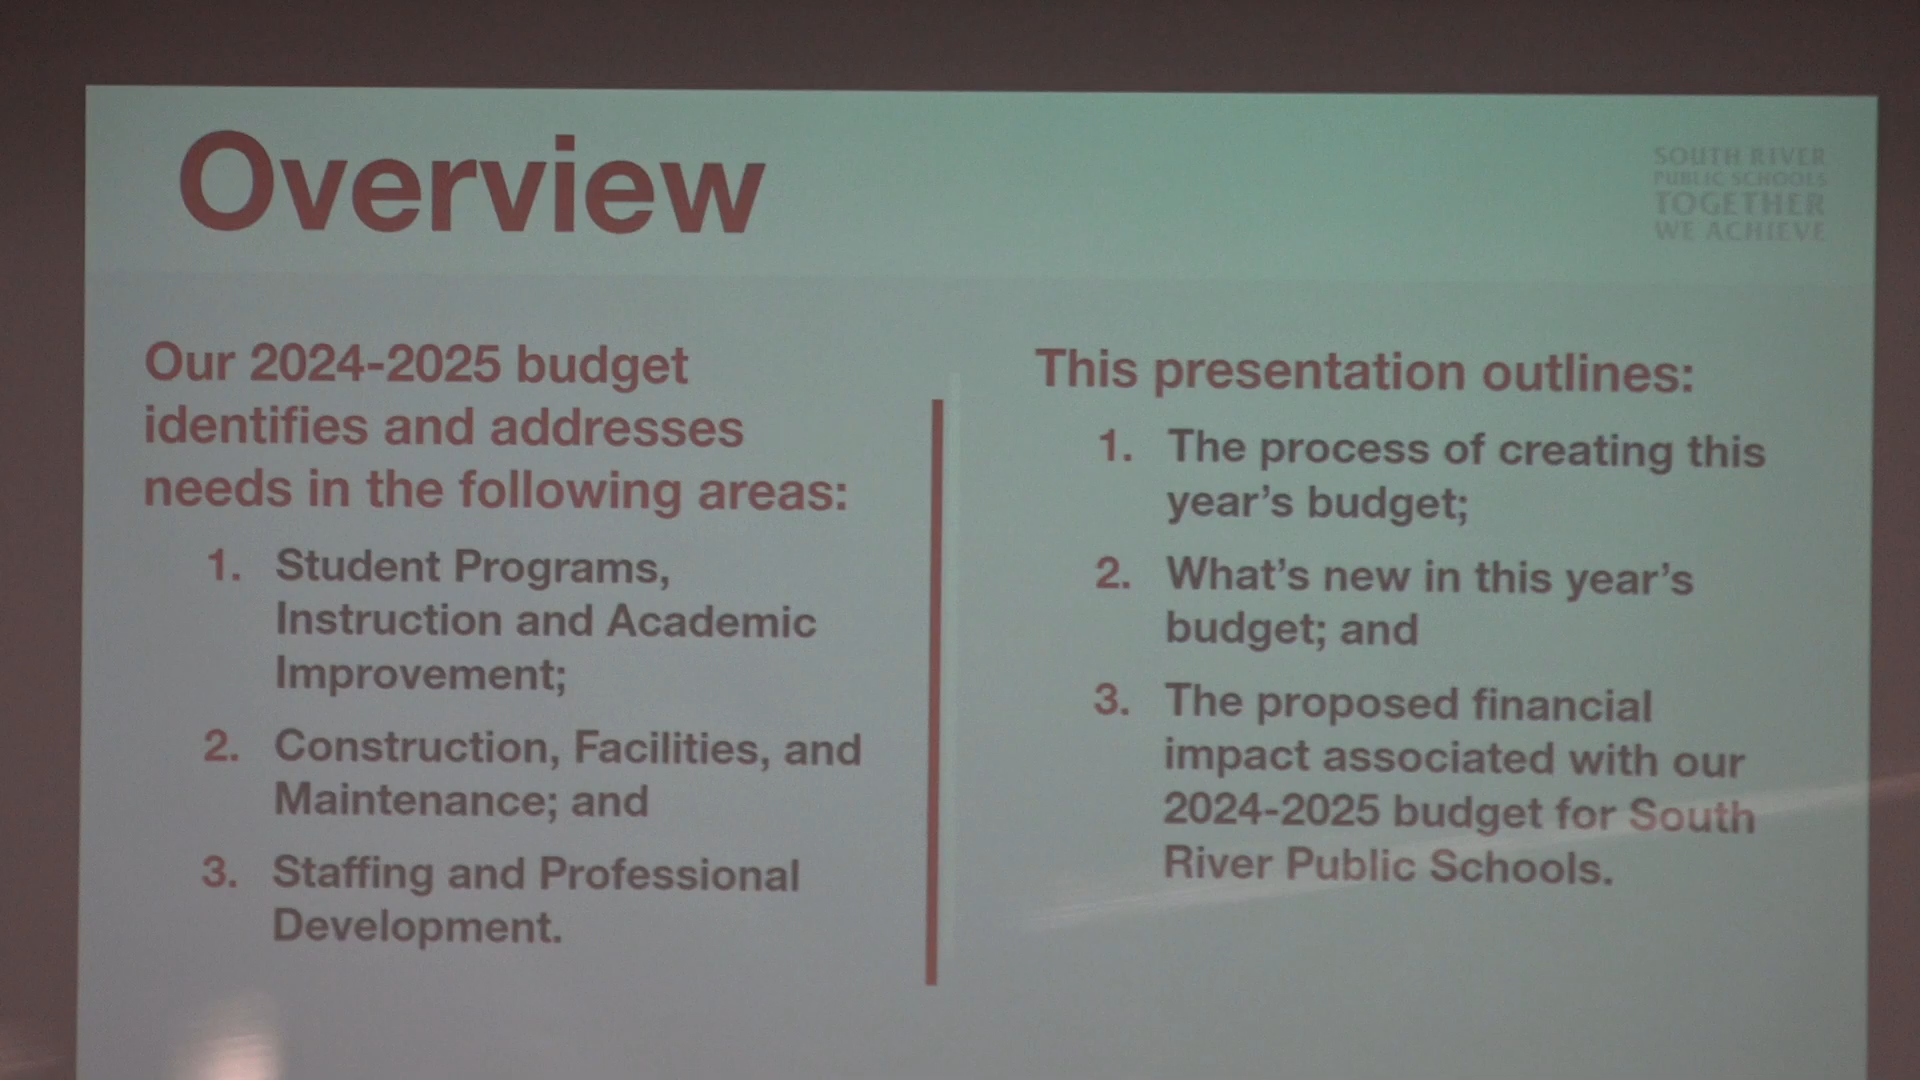 Overview
SOUTH RIVER
PUBLIC SCHOOLS
TOGETHER
WE ACHIEVE
Our 2024-2025 budget
identifies and addresses
needs in the following areas:
1. Student Programs,
Instruction and Academic
Improvement;
2. Construction, Facilities, and
Maintenance; and
3. Staffing and Professional
Development.
This presentation outlines:
1. The process of creating this
year’s budget;
2. What’s new in this year’s
budget; and
3. The proposed financial
impact associated with our
2024-2025 budget for South
River Public Schools.